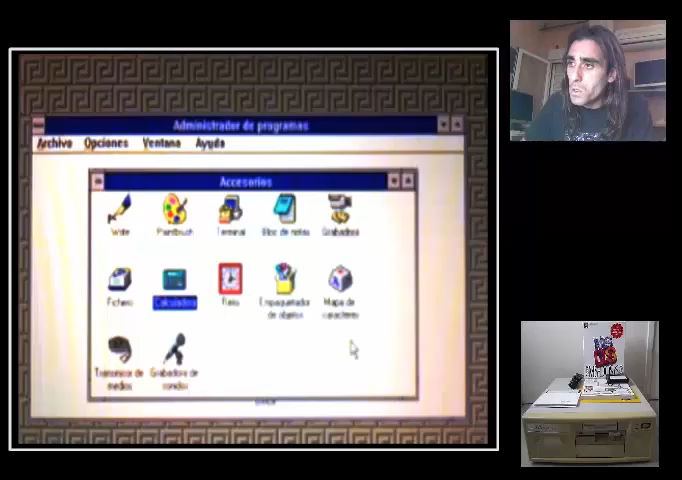 Administrador de programas
Archivo Opciones Ventana Ayuda
Accesorios
Write Paintbrush Terminal Bloc de notas Grabadora
Fichero Calculadora Reloj Empaquetador de objetos Mapa de caracteres
Transmisor de medios Grabadora de sonidos